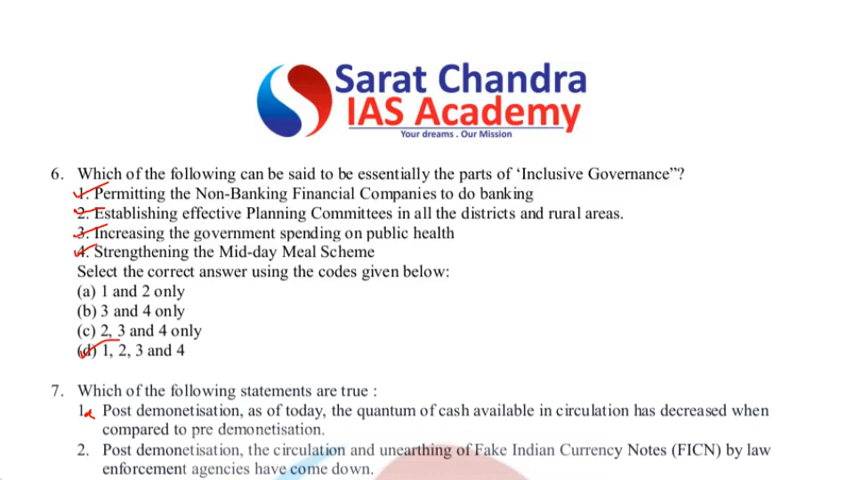 Sarat Chandra
IAS Academy
Your dreams . Our Mission
6. Which of the following can be said to be essentially the parts of ‘Inclusive Governance”?
1. Permitting the Non-Banking Financial Companies to do banking
2. Establishing effective Planning Committees in all the districts and rural areas.
3. Increasing the government spending on public health
4. Strengthening the Mid-day Meal Scheme
Select the correct answer using the codes given below:
(a) 1 and 2 only
(b) 3 and 4 only
(c) 2, 3 and 4 only
(d) 1, 2, 3 and 4
7. Which of the following statements are true :
1. Post demonetisation, as of today, the quantum of cash available in circulation has decreased when
compared to pre demonetisation.
2. Post demonetisation, the circulation and unearthing of Fake Indian Currency Notes (FICN) by law
enforcement agencies have come down.